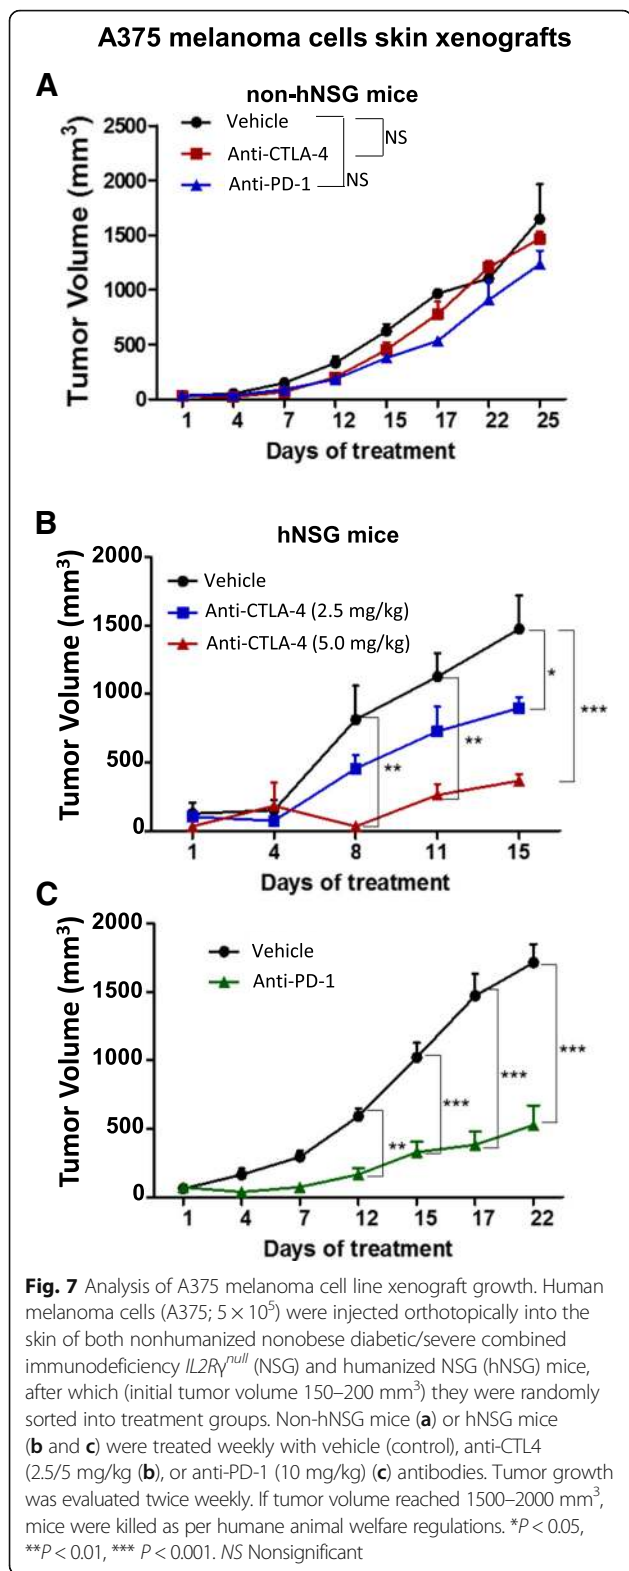 A375 melanoma cells skin xenografts
A
non-hNSG mice
Vehicle
Anti-CTLA-4
Anti-PD-1
NS
NS
Tumor Volume (mm³)
2500
2000
1500
1000
500
0
1 4 7 12 15 17 22 25
Days of treatment
B
hNSG mice
Vehicle
Anti-CTLA-4 (2.5 mg/kg)
Anti-CTLA-4 (5.0 mg/kg)
Tumor Volume (mm³)
2000
1500
1000
500
0
**
**
*
***
1 4 8 11 15
Days of treatment
C
Vehicle
Anti-PD-1
Tumor Volume (mm³)
2000
1500
1000
500
0
**
***
***
***
1 4 7 12 15 17 22
Days of treatment
Fig. 7 Analysis of A375 melanoma cell line xenograft growth. Human
melanoma cells (A375; 5 × 10⁵) were injected orthotopically into the
skin of both nonhumanized nonobese diabetic/severe combined
immunodeficiency IL2Rγnull (NSG) and humanized NSG (hNSG) mice,
after which (initial tumor volume 150–200 mm³) they were randomly
sorted into treatment groups. Non-hNSG mice (a) or hNSG mice
(b and c) were treated weekly with vehicle (control), anti-CTL4
(2.5/5 mg/kg (b), or anti-PD-1 (10 mg/kg) (c) antibodies. Tumor growth
was evaluated twice weekly. If tumor volume reached 1500–2000 mm³,
mice were killed as per humane animal welfare regulations. *P < 0.05,
**P < 0.01, *** P < 0.001. NS Nonsignificant